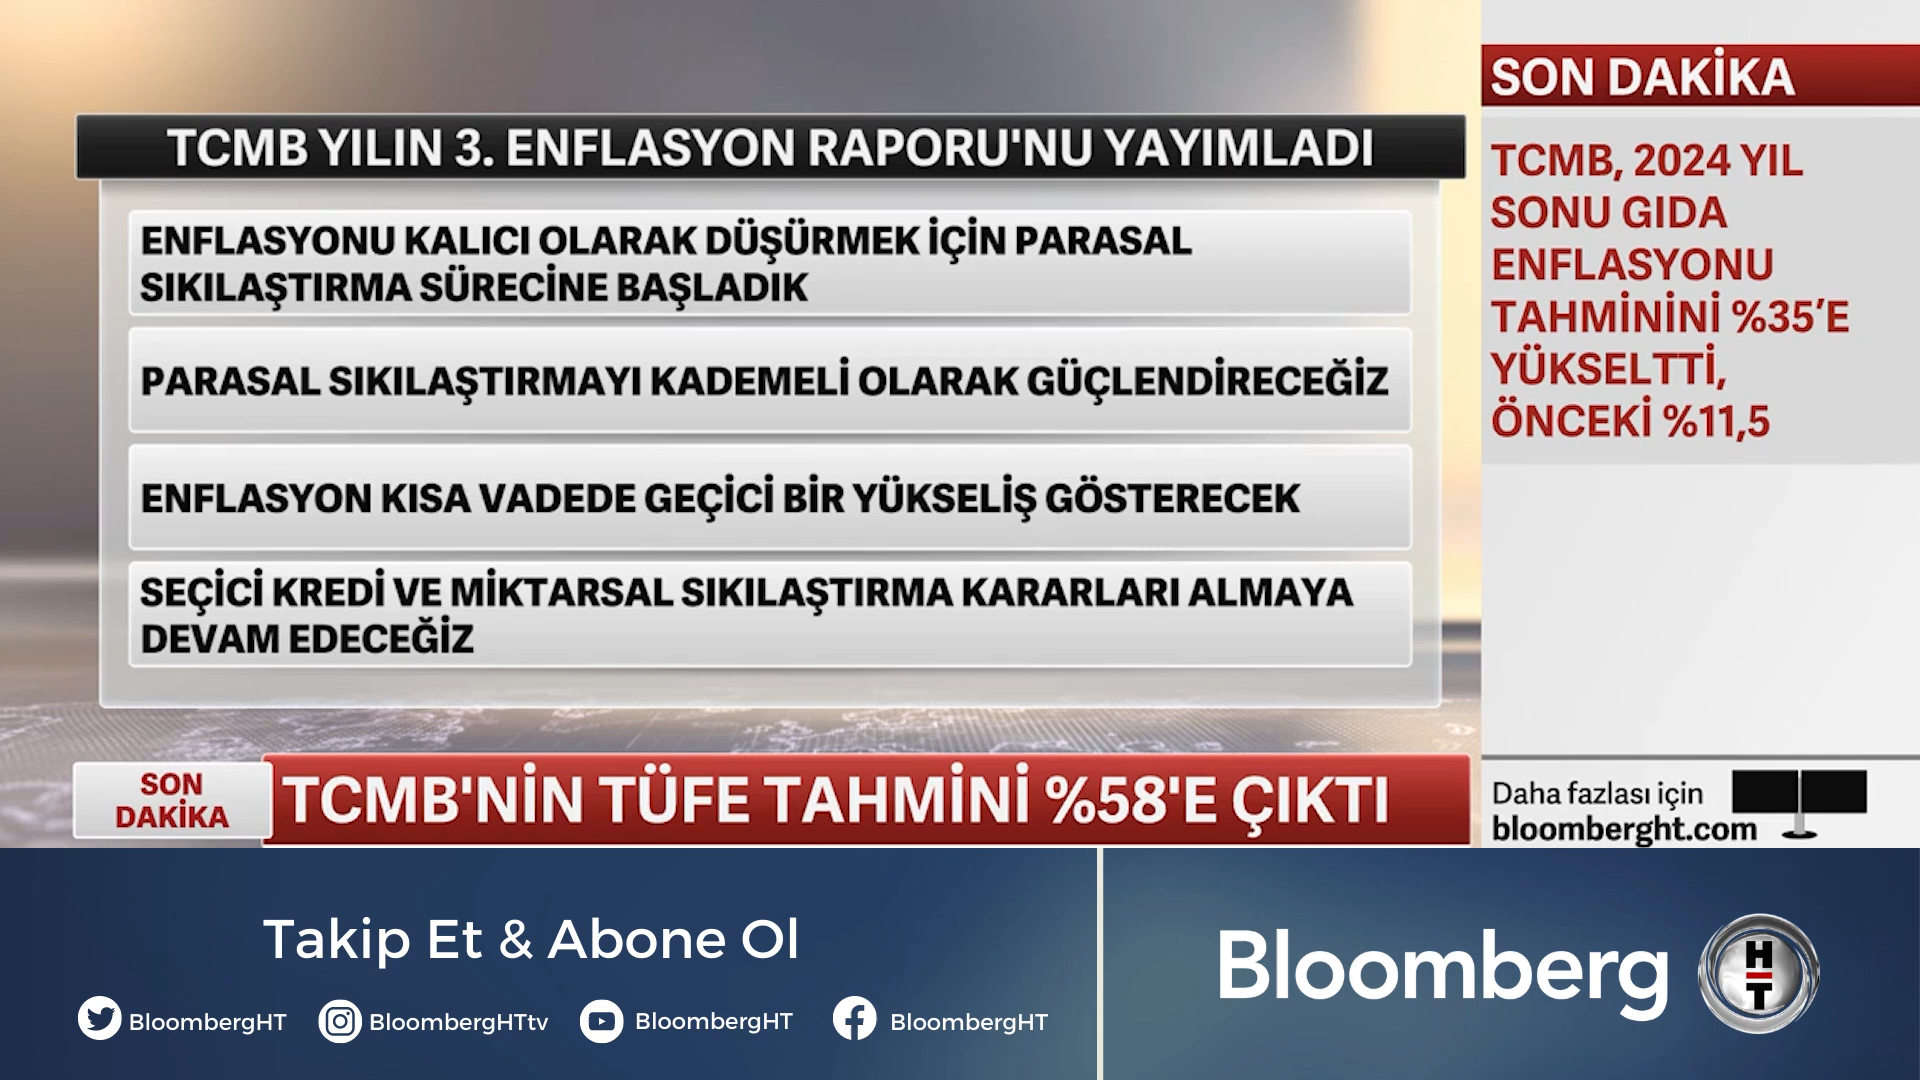 TCMB YILIN 3. ENFLASYON RAPORU'NU YAYIMLADI
ENFLASYONU KALICI OLARAK DÜŞÜRMEK İÇİN PARASAL
SIKILAŞTIRMA SÜRECİNE BAŞLADIK
PARASAL SIKILAŞTIRMAYI KADEMELİ OLARAK GÜÇLENDİRECEĞİZ
ENFLASYON KISA VADEDE GEÇİCİ BİR YÜKSELİŞ GÖSTERECEK
SEÇİCİ KREDİ VE MİKTARSAL SIKILAŞTIRMA KARARLARI ALMAYA
DEVAM EDECEĞİZ
SON
DAKİKA
TCMB'NİN TÜFE TAHMİNİ %58'E ÇIKTI
SON DAKİKA
TCMB, 2024 YIL
SONU GIDA
ENFLASYONU
TAHMİNİNİ %35’E
YÜKSELTTİ,
ÖNCEKİ %11,5
Daha fazlası için
bloomberght.com
Takip Et & Abone Ol
BloombergHT
BloombergHTtv
BloombergHT
BloombergHT
Bloomberg
H
T